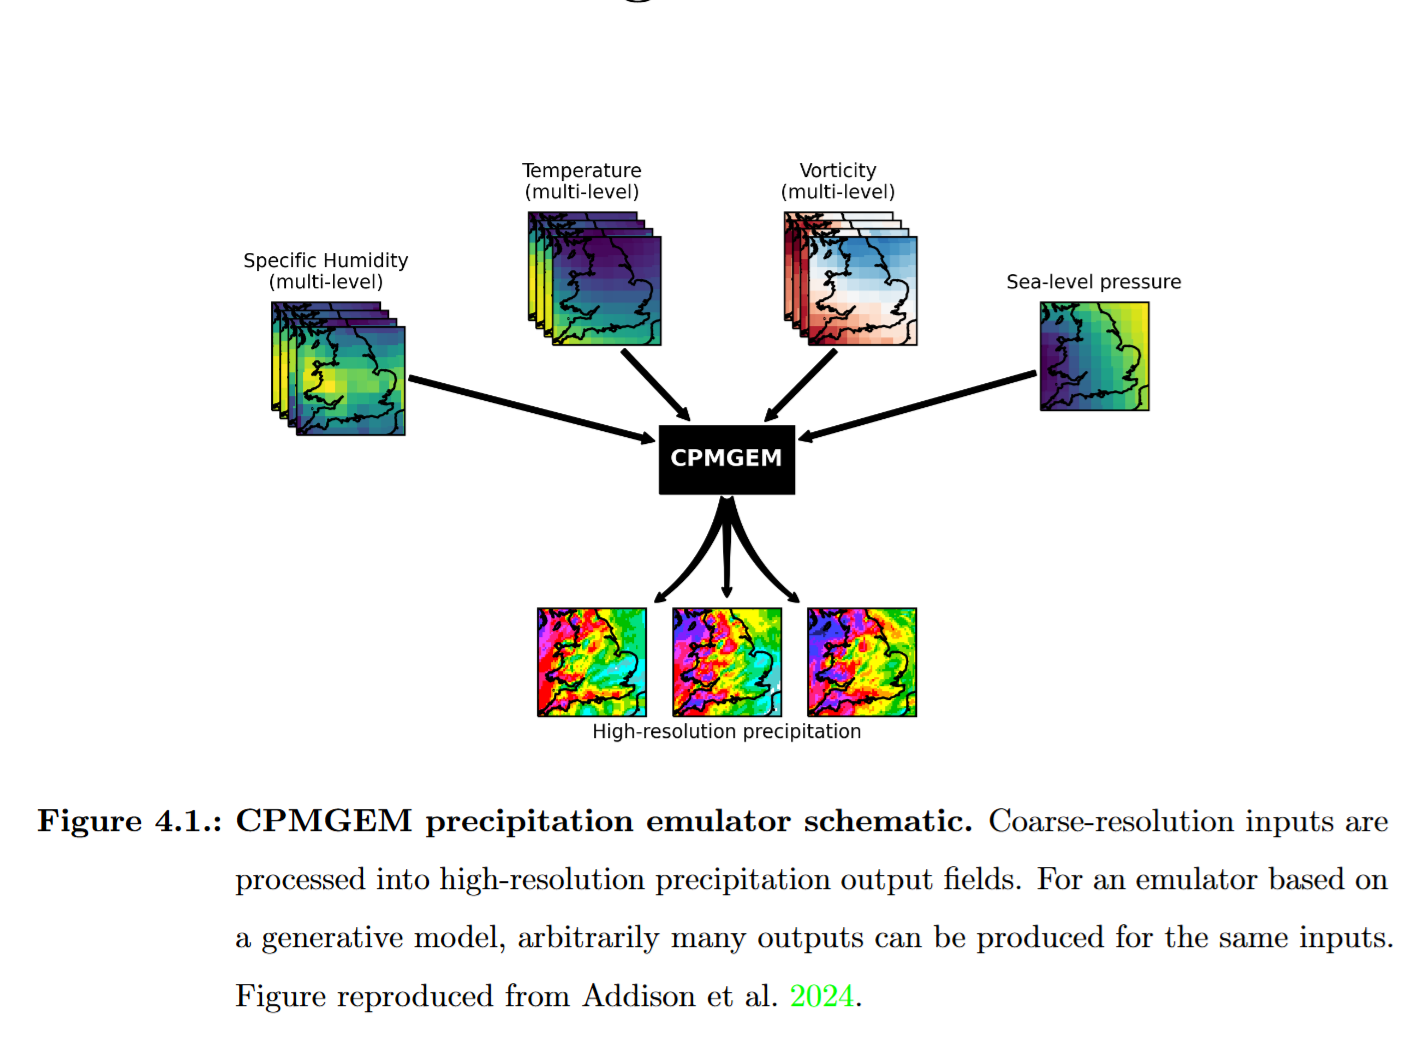 Temperature
(multi-level)
Vorticity
(multi-level)
Specific Humidity
(multi-level)
Sea-level pressure
CPMGEM
High-resolution precipitation
Figure 4.1.: CPMGEM precipitation emulator schematic. Coarse-resolution inputs are
processed into high-resolution precipitation output fields. For an emulator based on
a generative model, arbitrarily many outputs can be produced for the same inputs.
Figure reproduced from Addison et al. 2024.